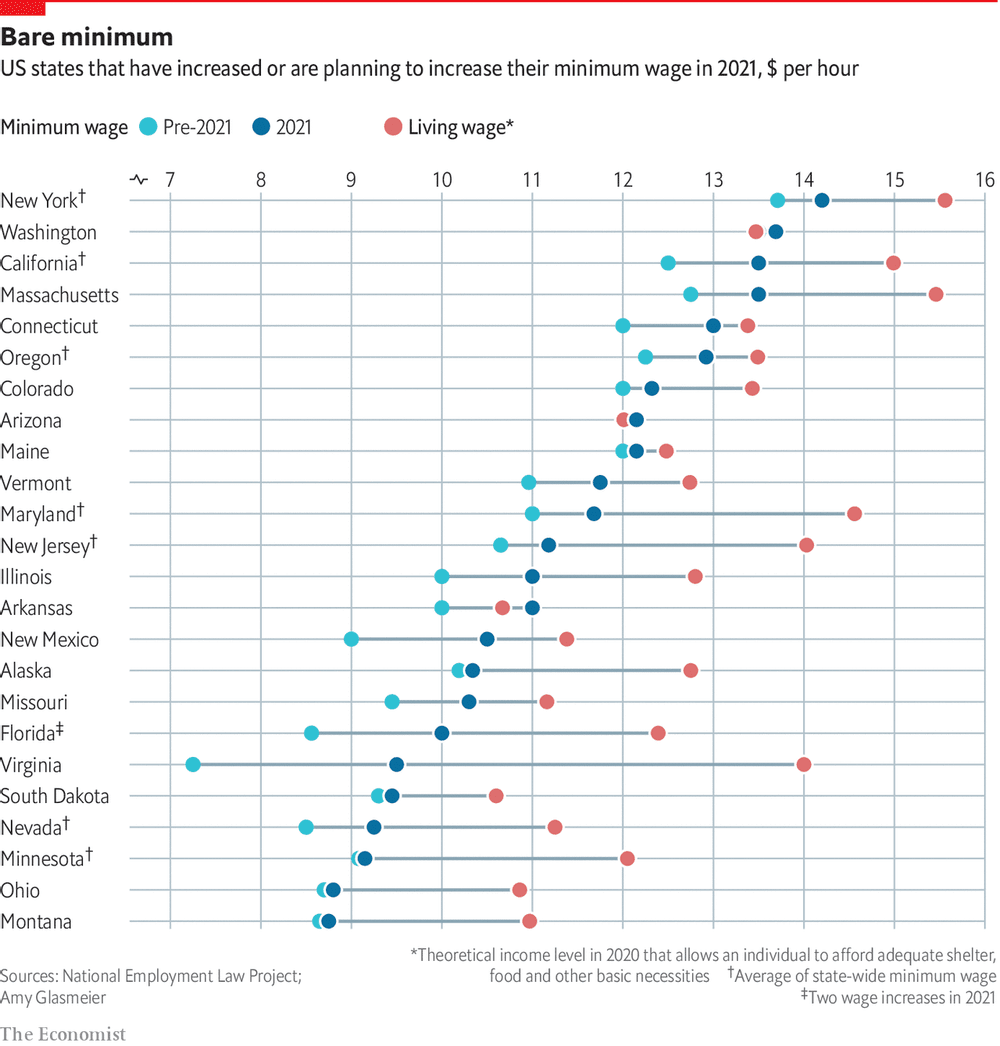 Bare minimum
US states that have increased or are planning to increase their minimum wage in 2021, $ per hour
Minimum wage Pre-2021 2021 Living wage*
7 8 9 10 11 12 13 14 15 16
New York†
Washington
California†
Massachusetts
Connecticut
Oregon†
Colorado
Arizona
Maine
Vermont
Maryland†
New Jersey†
Illinois
Arkansas
New Mexico
Alaska
Missouri
Florida‡
Virginia
South Dakota
Nevada†
Minnesota†
Ohio
Montana
*Theoretical income level in 2020 that allows an individual to afford adequate shelter,
food and other basic necessities †Average of state-wide minimum wage
‡Two wage increases in 2021
Sources: National Employment Law Project;
Amy Glasmeier
The Economist